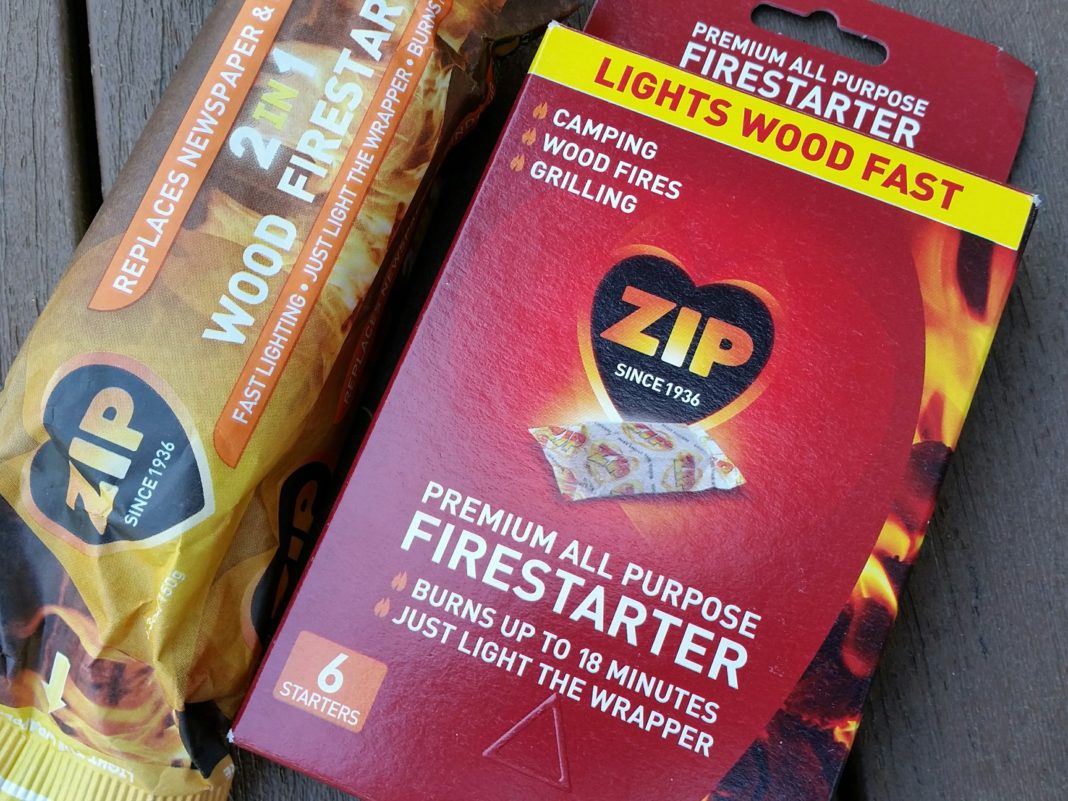 REPLACES NEWSPAPER &
2 IN 1
WOOD FIRESTAR
FAST LIGHTING • JUST LIGHT THE WRAPPER • BURNS
ZIP
SINCE 1936
ZIP
PREMIUM ALL PURPOSE
FIRESTARTER
LIGHTS WOOD FAST
CAMPING
WOOD FIRES
GRILLING
ZIP
SINCE 1936
PREMIUM ALL PURPOSE
FIRESTARTER
BURNS UP TO 18 MINUTES
JUST LIGHT THE WRAPPER
6
STARTERS